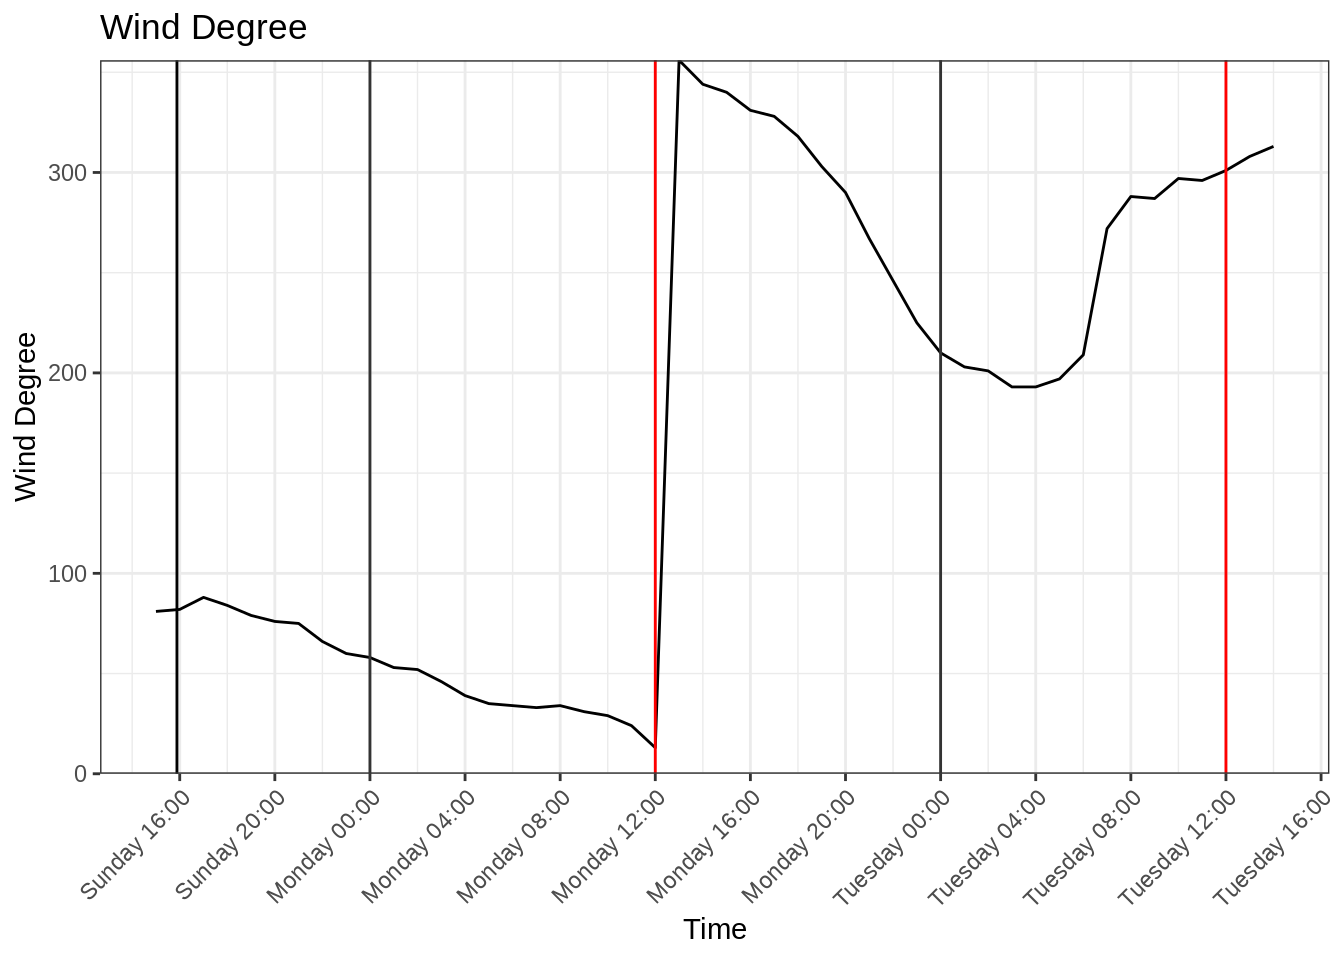 Wind Degree
Wind Degree
300
200
100
0
Sunday 16:00
Sunday 20:00
Monday 00:00
Monday 04:00
Monday 08:00
Monday 12:00
Monday 16:00
Monday 20:00
Tuesday 00:00
Tuesday 04:00
Tuesday 08:00
Tuesday 12:00
Tuesday 16:00
Time